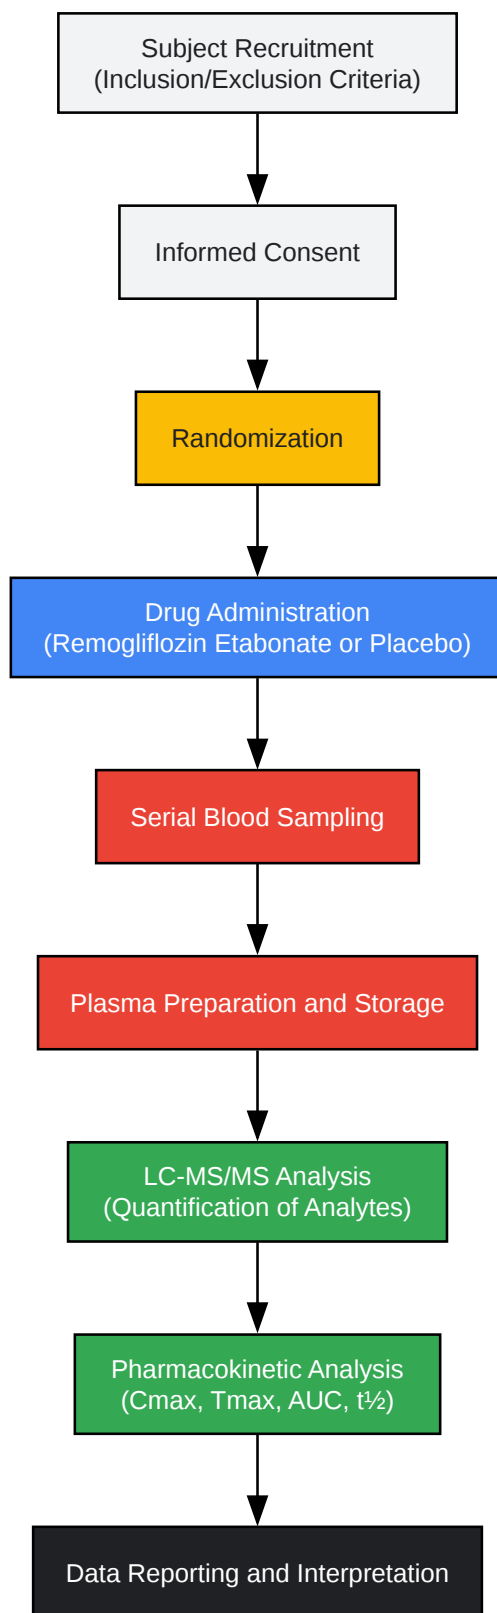 Subject Recruitment
(Inclusion/Exclusion Criteria)
Informed Consent
Randomization
Drug Administration
(Remogliflozin Etabonate or Placebo)
Serial Blood Sampling
Plasma Preparation and Storage
LC-MS/MS Analysis
(Quantification of Analytes)
Pharmacokinetic Analysis
(Cmax, Tmax, AUC, t½)
Data Reporting and Interpretation